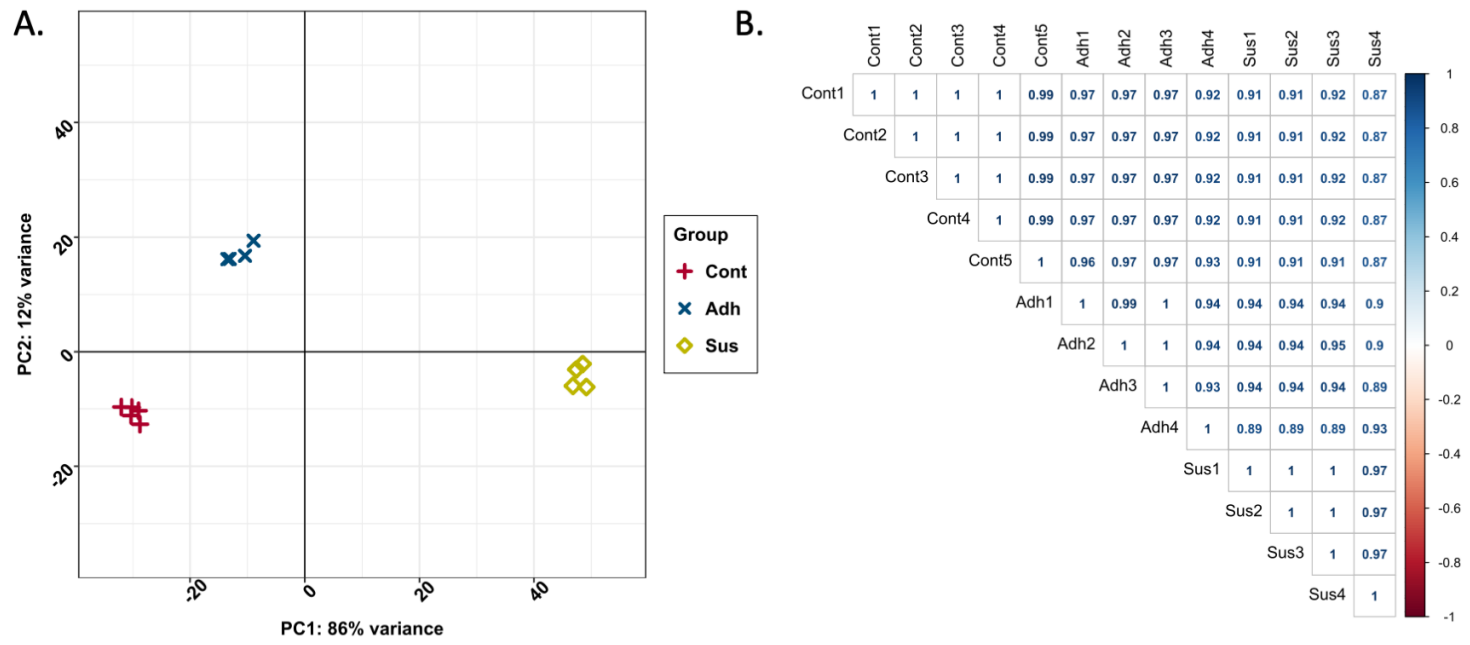 A.
40
20
0
-20
PC2: 12% variance
-20
0
20
40
PC1: 86% variance
Group
Cont
Adh
Sus
B.
Cont1 Cont2 Cont3 Cont4 Cont5 Adh1 Adh2 Adh3 Adh4 Sus1 Sus2 Sus3 Sus4
Cont1 1 1 1 1 0.99 0.97 0.97 0.97 0.92 0.91 0.91 0.92 0.87
Cont2 1 1 1 0.99 0.97 0.97 0.97 0.92 0.91 0.91 0.92 0.87
Cont3 1 1 0.99 0.97 0.97 0.97 0.92 0.91 0.91 0.92 0.87
Cont4 1 0.99 0.97 0.97 0.97 0.92 0.91 0.91 0.92 0.87
Cont5 1 0.96 0.97 0.97 0.93 0.91 0.91 0.91 0.87
Adh1 1 0.99 1 0.94 0.94 0.94 0.94 0.9
Adh2 1 1 0.94 0.94 0.94 0.95 0.9
Adh3 1 0.93 0.94 0.94 0.94 0.89
Adh4 1 0.89 0.89 0.89 0.93
Sus1 1 1 1 0.97
Sus2 1 1 0.97
Sus3 1 0.97
Sus4 1
1
0.8
0.6
0.4
0.2
0
-0.2
-0.4
-0.6
-0.8
-1